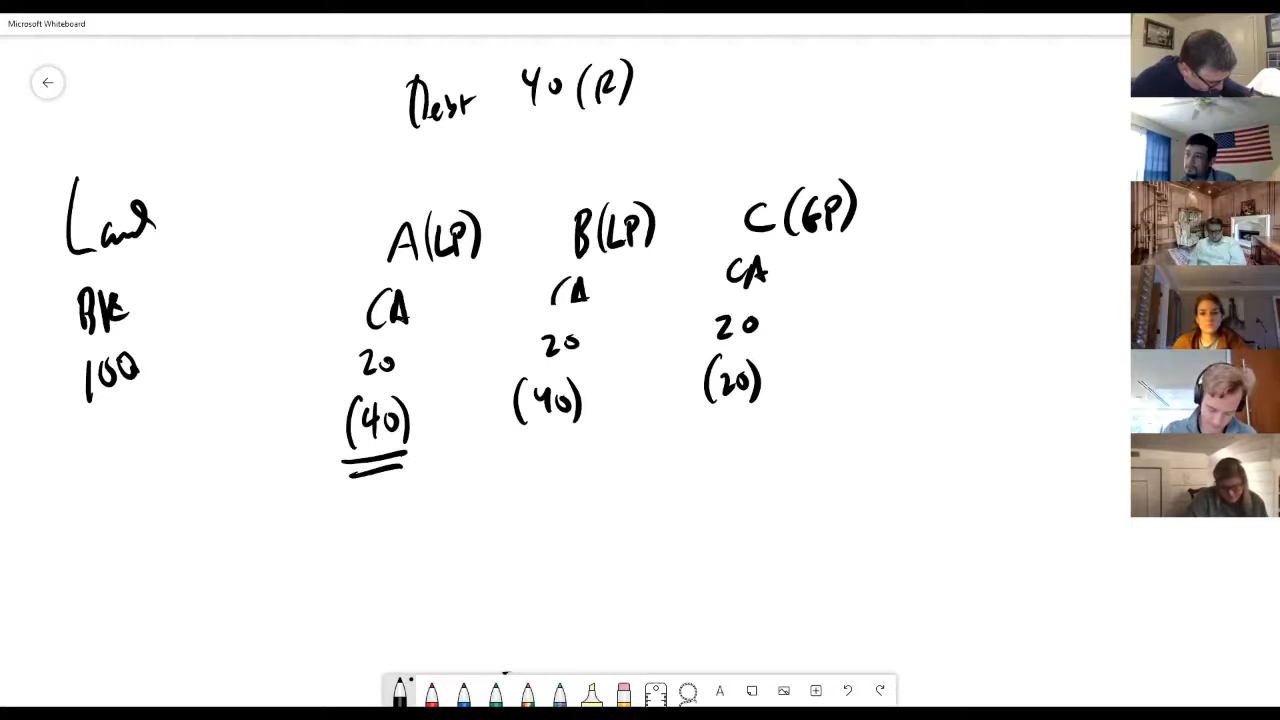 Microsoft Whiteboard
Debt 40 (R)
Land
A (LP) B (LP) C (GP)
BK CA CA CA
100 20 20 20
(40) (40) (20)
A